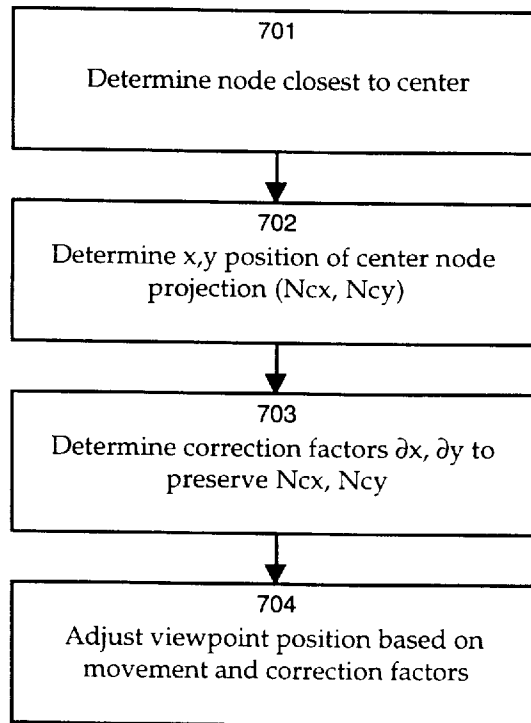 701
Determine node closest to center
702
Determine x,y position of center node
projection (Ncx, Ncy)
703
Determine correction factors ∂x, ∂y to
preserve Ncx, Ncy
704
Adjust viewpoint position based on
movement and correction factors